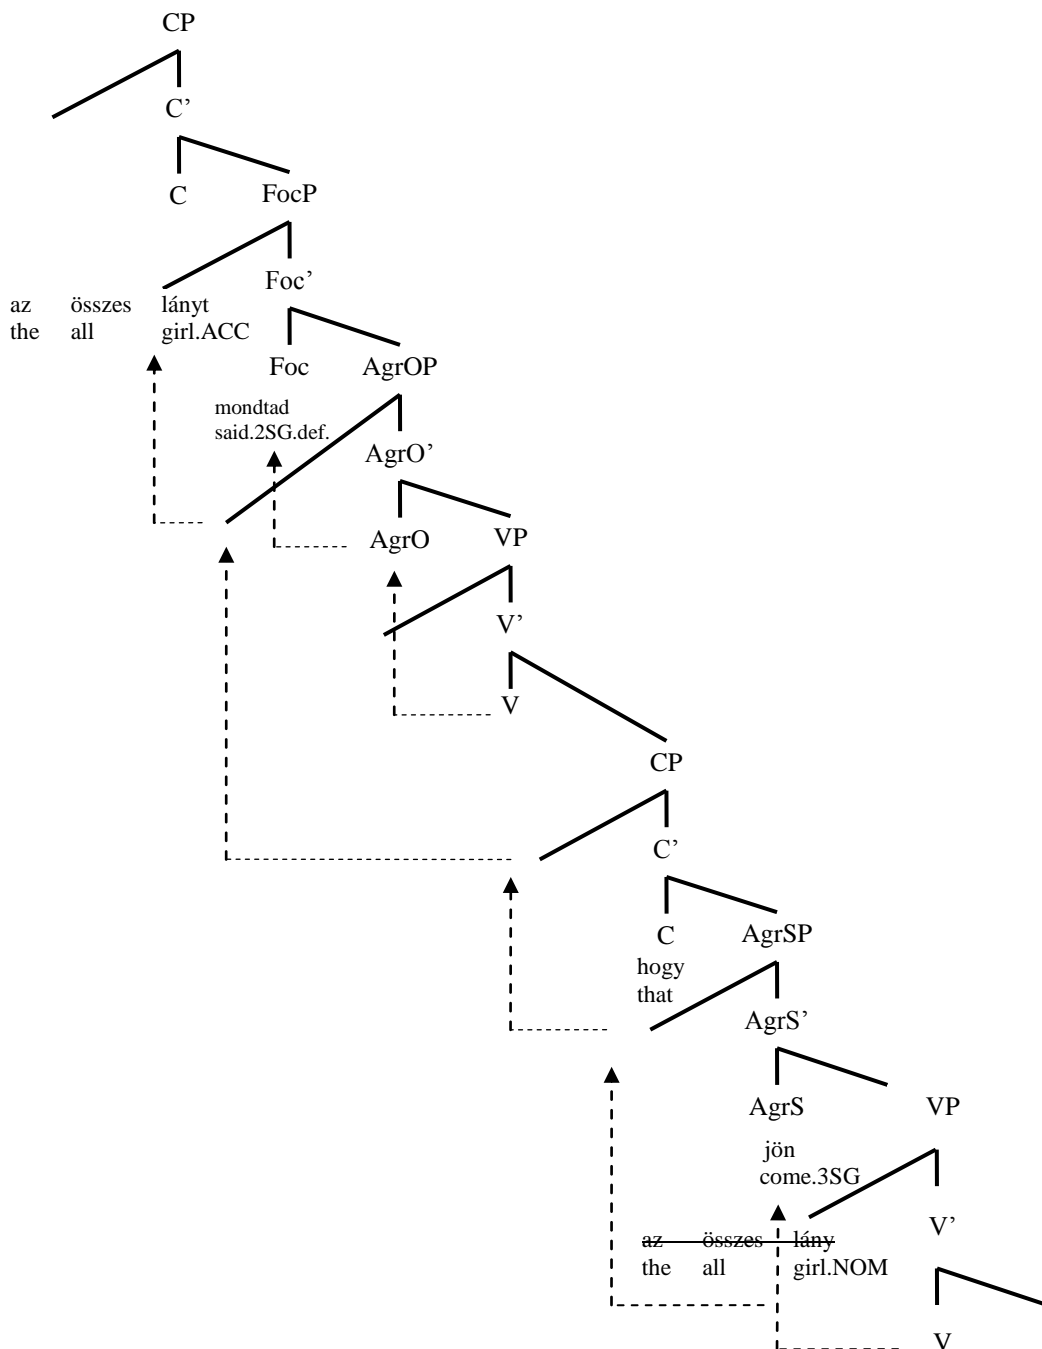 CP
C’
C FocP
Foc’
az összes lányt
the all girl.ACC
Foc AgrOP
mondtad
said.2SG.def.
AgrO’
AgrO VP
V’
V
CP
C’
C AgrSP
hogy
that
AgrS’
AgrS VP
jön
come.3SG
V’
az összes lány
the all girl.NOM
V